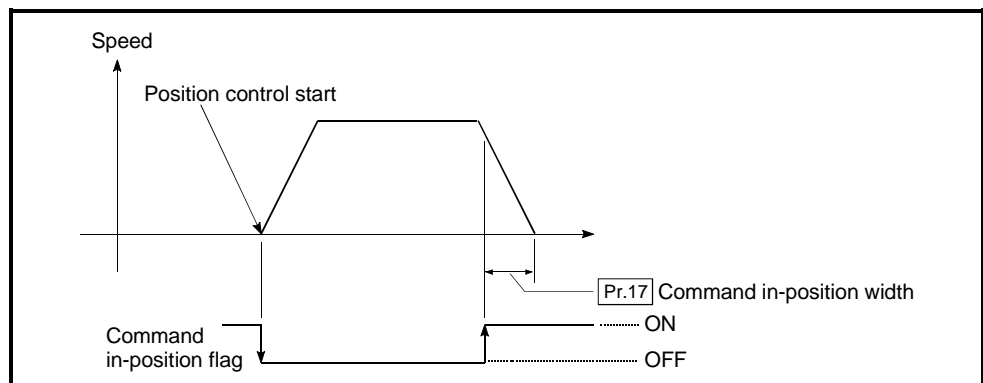 Speed
Position control start
Pr.17 Command in-position width
ON
Command
in-position flag
OFF